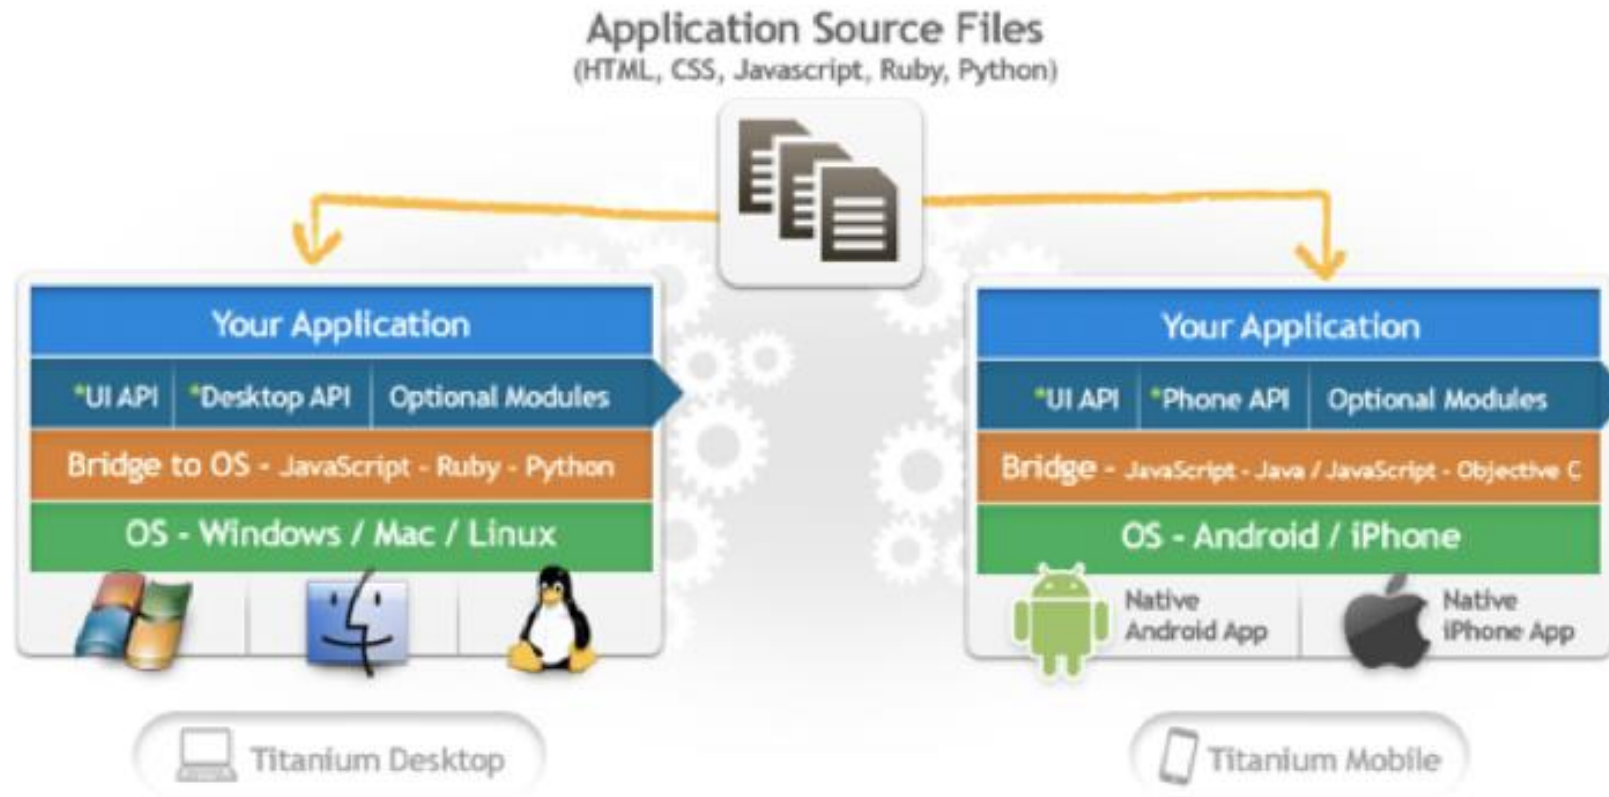 Application Source Files
(HTML, CSS, Javascript, Ruby, Python)
Your Application
*UI API *Desktop API Optional Modules
Bridge to OS - JavaScript - Ruby - Python
OS - Windows / Mac / Linux
Titanium Desktop
Your Application
*UI API *Phone API Optional Modules
Bridge - JavaScript - Java / JavaScript - Objective C
OS - Android / iPhone
Native
Android App
Native
iPhone App
Titanium Mobile